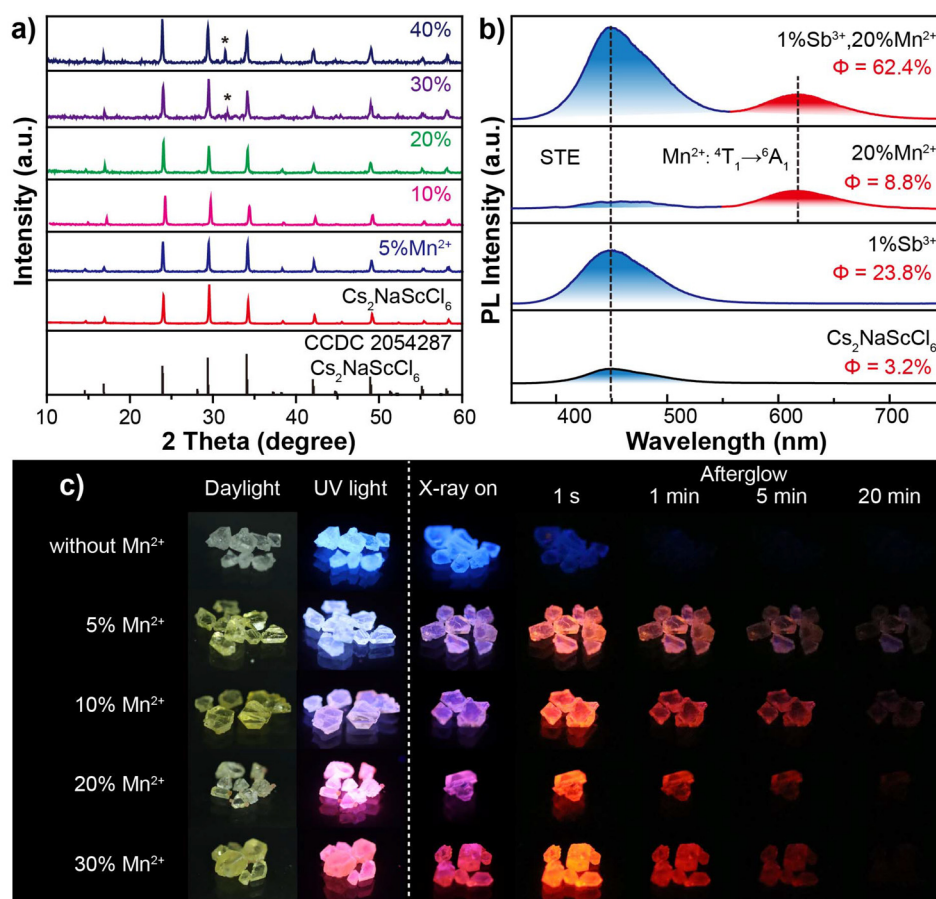 a)
Intensity (a.u.)
40%
*
30%
*
20%
10%
5%Mn²⁺
Cs₂NaScCl₆
CCDC 2054287
Cs₂NaScCl₆
10 20 30 40 50 60
2 Theta (degree)
b)
PL Intensity (a.u.)
1%Sb³⁺,20%Mn²⁺
Φ = 62.4%
STE
Mn²⁺: ⁴T₁→⁶A₁
20%Mn²⁺
Φ = 8.8%
1%Sb³⁺
Φ = 23.8%
Cs₂NaScCl₆
Φ = 3.2%
400 500 600 700
Wavelength (nm)
c)
Afterglow
Daylight UV light X-ray on 1 s 1 min 5 min 20 min
without Mn²⁺
5% Mn²⁺
10% Mn²⁺
20% Mn²⁺
30% Mn²⁺